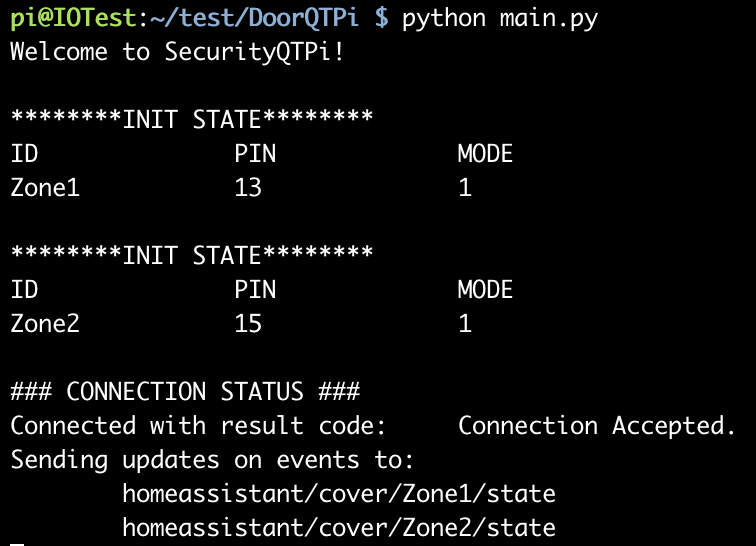 pi@IOTest:~/test/DoorQTPi $ python main.py
Welcome to SecurityQTPi!
********INIT STATE********
ID PIN MODE
Zone1 13 1
********INIT STATE********
ID PIN MODE
Zone2 15 1
### CONNECTION STATUS ###
Connected with result code: Connection Accepted.
Sending updates on events to:
homeassistant/cover/Zone1/state
homeassistant/cover/Zone2/state